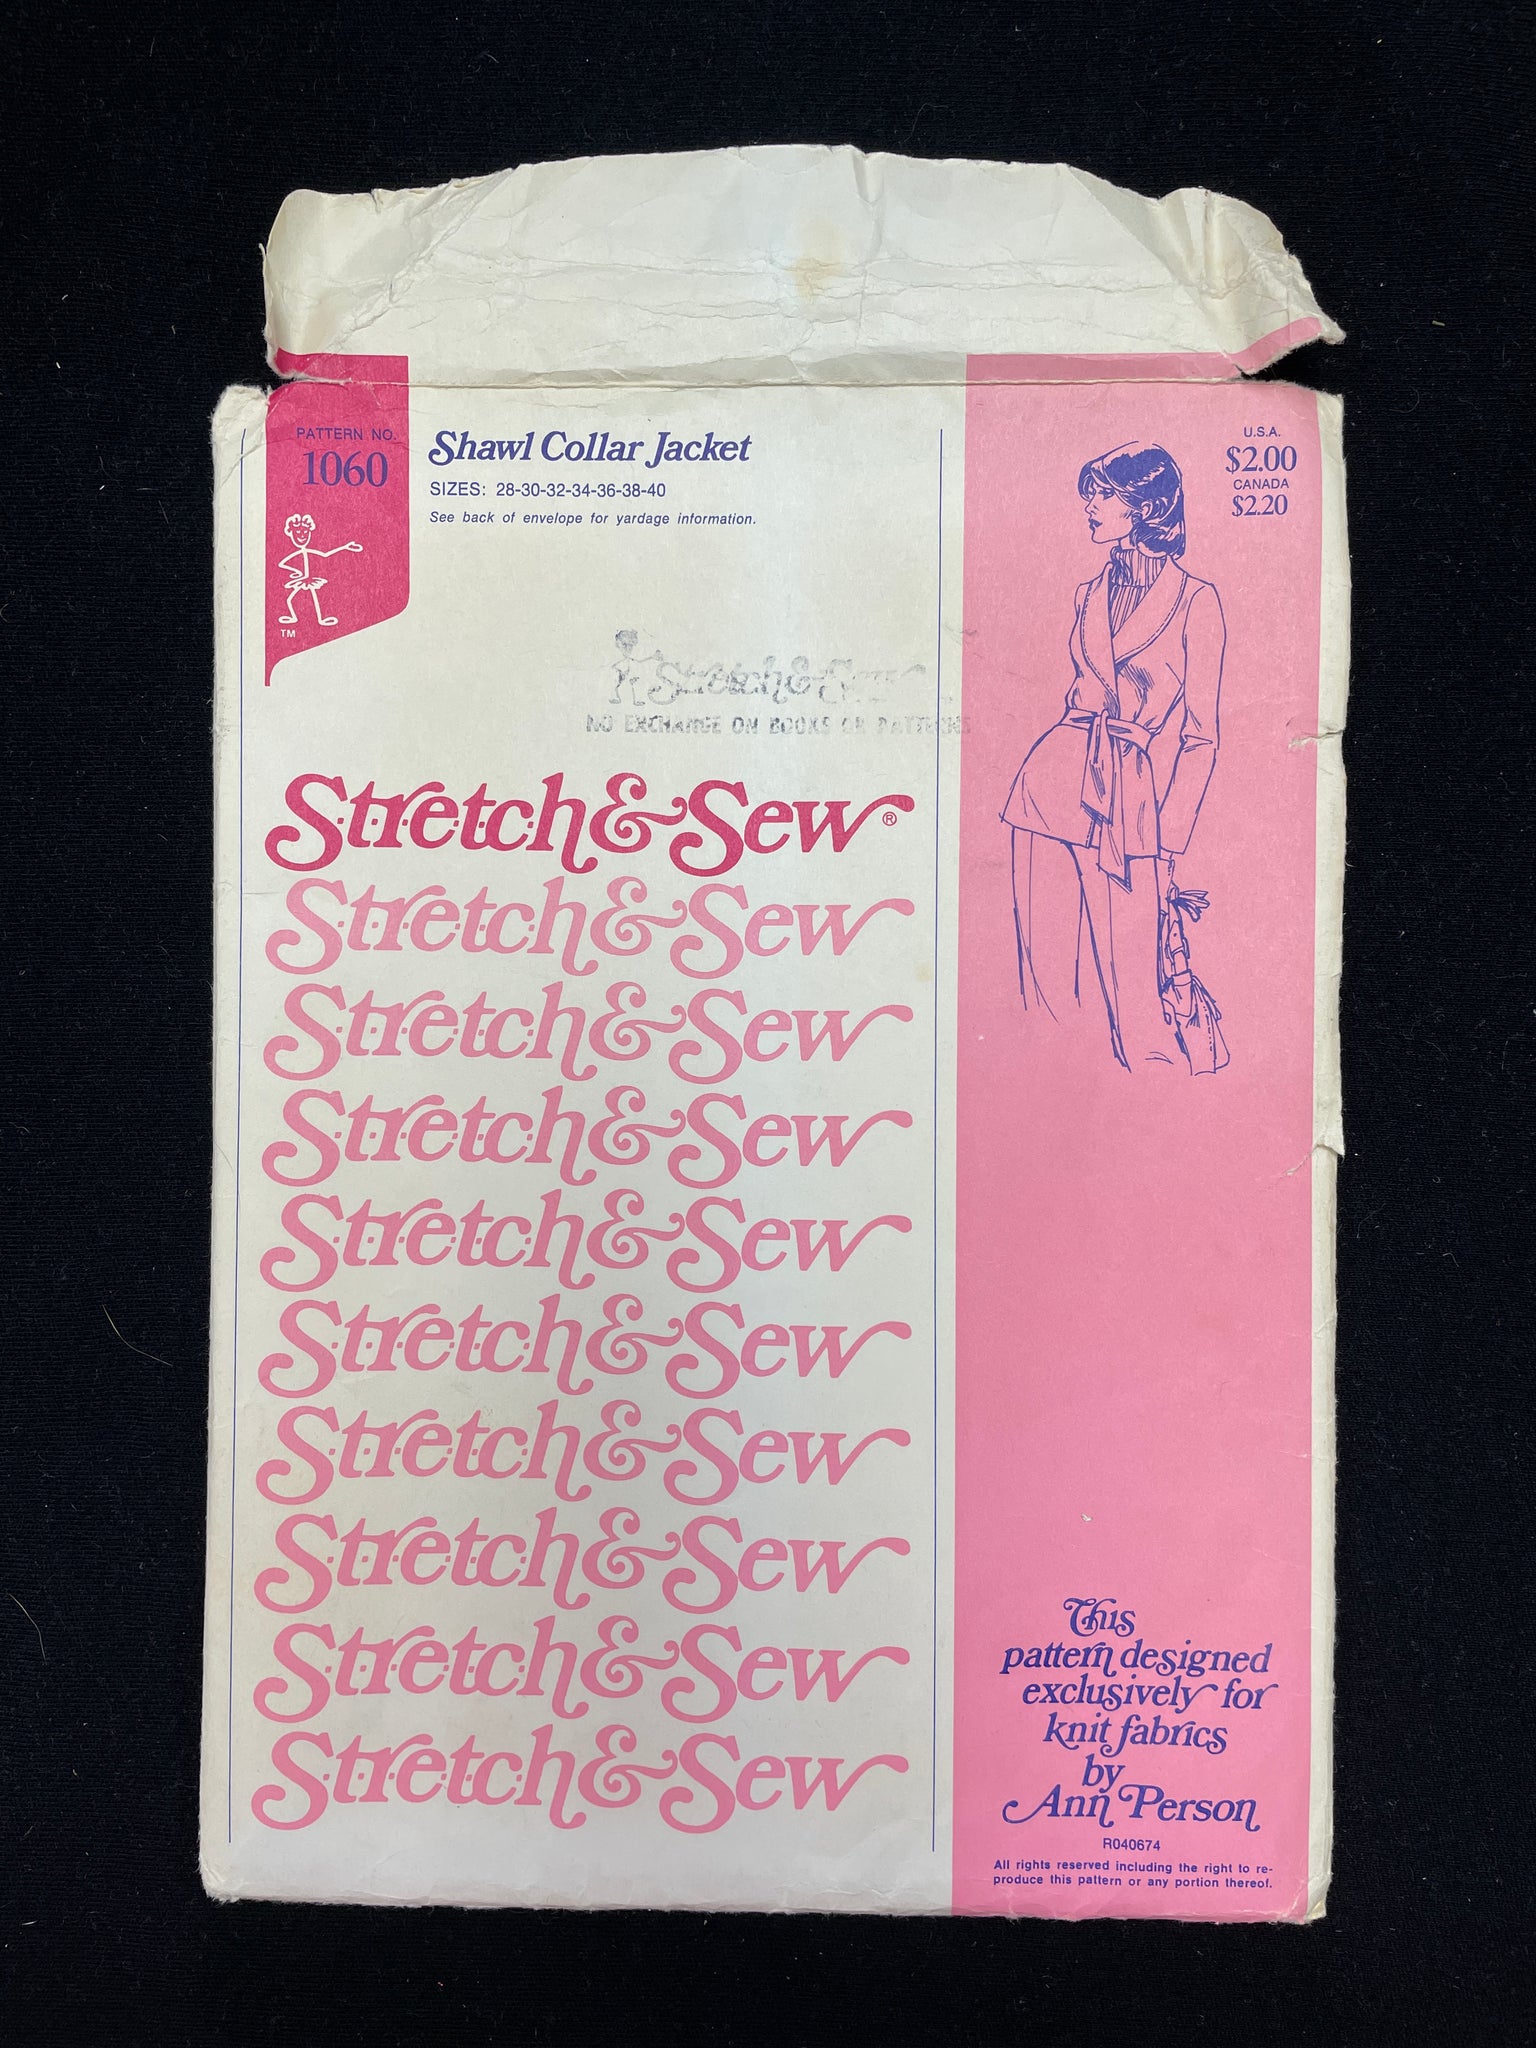 PATTERN NO.
1060
TM
Shawl Collar Jacket
SIZES: 28-30-32-34-36-38-40
See back of envelope for yardage information.
U.S.A.
$2.00
CANADA
$2.20
Stretch & Sew
NO EXCHANGE ON BOOKS OR PATTERNS
Stretch & Sew®
Stretch & Sew
Stretch & Sew
Stretch & Sew
Stretch & Sew
Stretch & Sew
Stretch & Sew
Stretch & Sew
Stretch & Sew
Stretch & Sew
This
pattern designed
exclusively for
knit fabrics
by
Ann Person
R040674
All rights reserved including the right to re-
produce this pattern or any portion thereof.